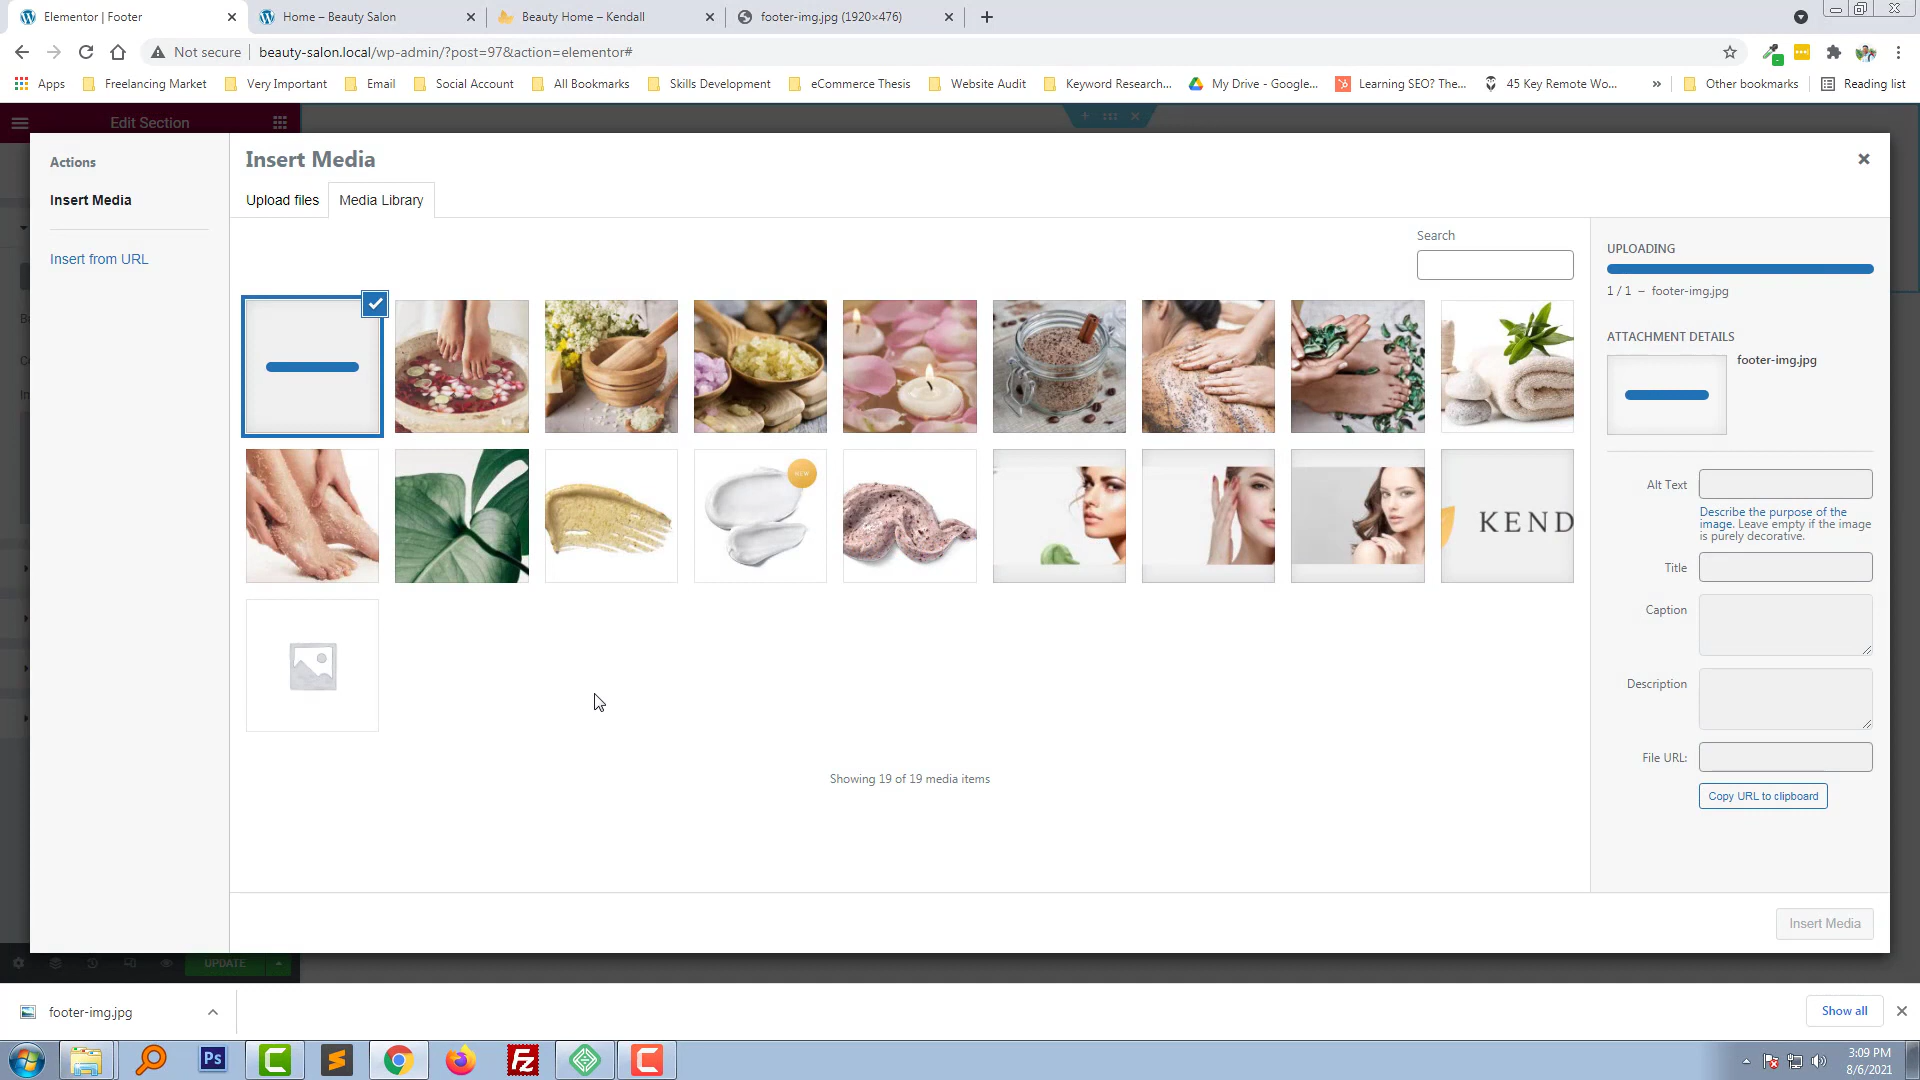 Elementor | Footer
Home – Beauty Salon
Beauty Home – Kendall
footer-img.jpg (1920×476)
Not secure
beauty-salon.local/wp-admin/?post=97&action=elementor#
Apps
Freelancing Market
Very Important
Email
Social Account
All Bookmarks
Skills Development
eCommerce Thesis
Website Audit
Keyword Research...
My Drive - Google...
Learning SEO? The...
45 Key Remote Wo...
»
Other bookmarks
Reading list
Edit Section
Actions
Insert Media
Insert from URL
Insert Media
Upload files
Media Library
Search
NEW
KEND
Showing 19 of 19 media items
UPLOADING
1 / 1 – footer-img.jpg
ATTACHMENT DETAILS
footer-img.jpg
Alt Text
Describe the purpose of the
image. Leave empty if the image
is purely decorative.
Title
Caption
Description
File URL:
Copy URL to clipboard
Insert Media
UPDATE
footer-img.jpg
Show all
Ps
Fz
3:09 PM
8/6/2021